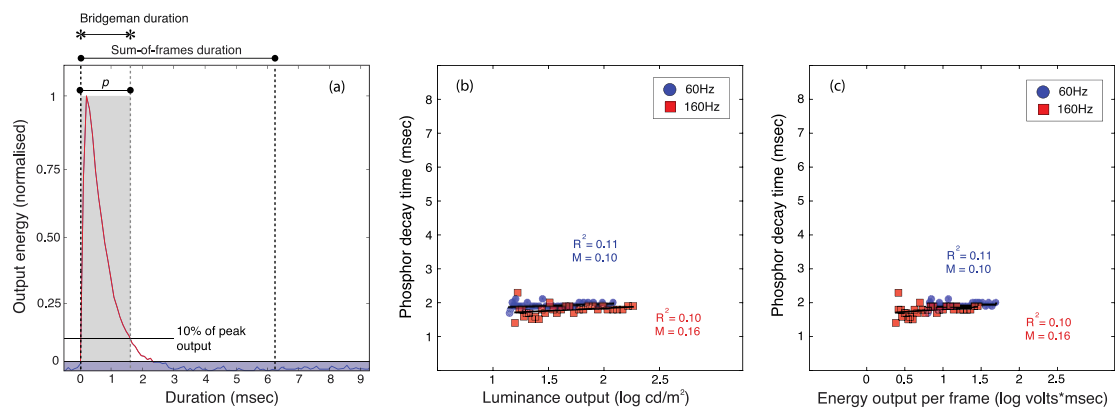 Bridgeman duration
Sum-of-frames duration
(a)
p
1
0.75
0.50
0,25
0
Output energy (normalised)
10% of peak
output
0 1 2 3 4 5 6 7 8 9
Duration (msec)
(b)
60Hz
160Hz
8
7
6
5
4
3
2
1
Phosphor decay time (msec)
R² = 0.11
M = 0.10
R² = 0.10
M = 0.16
0 0.5 1 1.5 2 2.5
Luminance output (log cd/m²)
(c)
60Hz
160Hz
8
7
6
5
4
3
2
1
Phosphor decay time (msec)
R² = 0.11
M = 0.10
R² = 0.10
M = 0.16
0 0,5 1 1.5 2 2.5
Energy output per frame (log volts*msec)